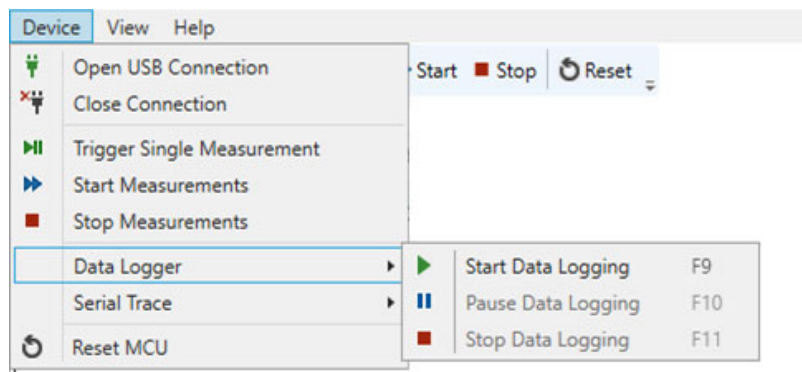 Device View Help
Start Stop Reset
Open USB Connection
Close Connection
Trigger Single Measurement
Start Measurements
Stop Measurements
Data Logger
Serial Trace
Reset MCU
Start Data Logging F9
Pause Data Logging F10
Stop Data Logging F11